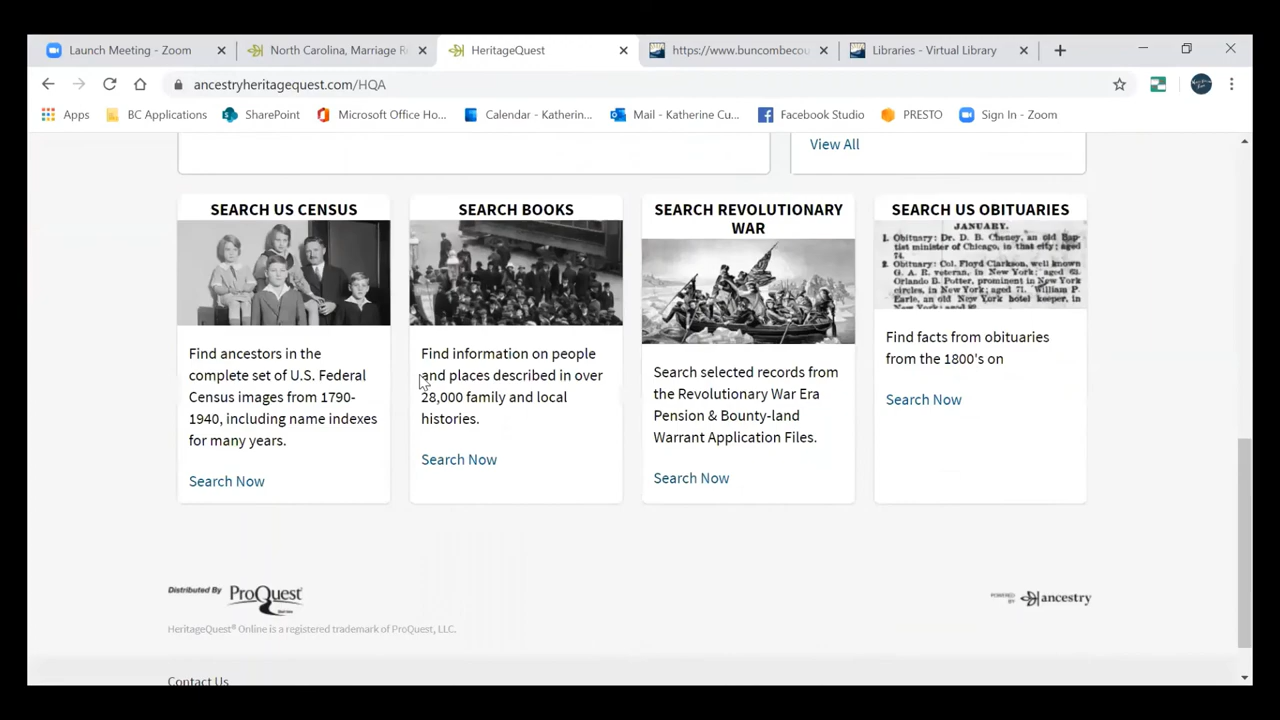 Launch Meeting - Zoom
North Carolina, Marriage R
HeritageQuest
https://www.buncombecou
Libraries - Virtual Library
ancestryheritagequest.com/HQA
Apps
BC Applications
SharePoint
Microsoft Office Ho...
Calendar - Katherin...
Mail - Katherine Cu...
Facebook Studio
PRESTO
Sign In - Zoom
View All
SEARCH US CENSUS
Find ancestors in the
complete set of U.S. Federal
Census images from 1790-
1940, including name indexes
for many years.
Search Now
SEARCH BOOKS
Find information on people
and places described in over
28,000 family and local
histories.
Search Now
SEARCH REVOLUTIONARY
WAR
Search selected records from
the Revolutionary War Era
Pension & Bounty-land
Warrant Application Files.
Search Now
SEARCH US OBITUARIES
JANUARY.
1. Obituary: Dr. D. B. Cheney, an old Bap-
tist minister of Chicago, in that city; aged
74.
2. Obituary: Col. Floyd Clarkson, well known
G. A. R. veteran, in New York; aged 63.
Orlando B. Potter, prominent in New York
circles, in New York; aged 71. William P.
Earle, an old New York hotel keeper, in
Find facts from obituaries
from the 1800's on
Search Now
Distributed By ProQuest
POWERED
BY
ancestry
HeritageQuest® Online is a registered trademark of ProQuest, LLC.
Contact Us